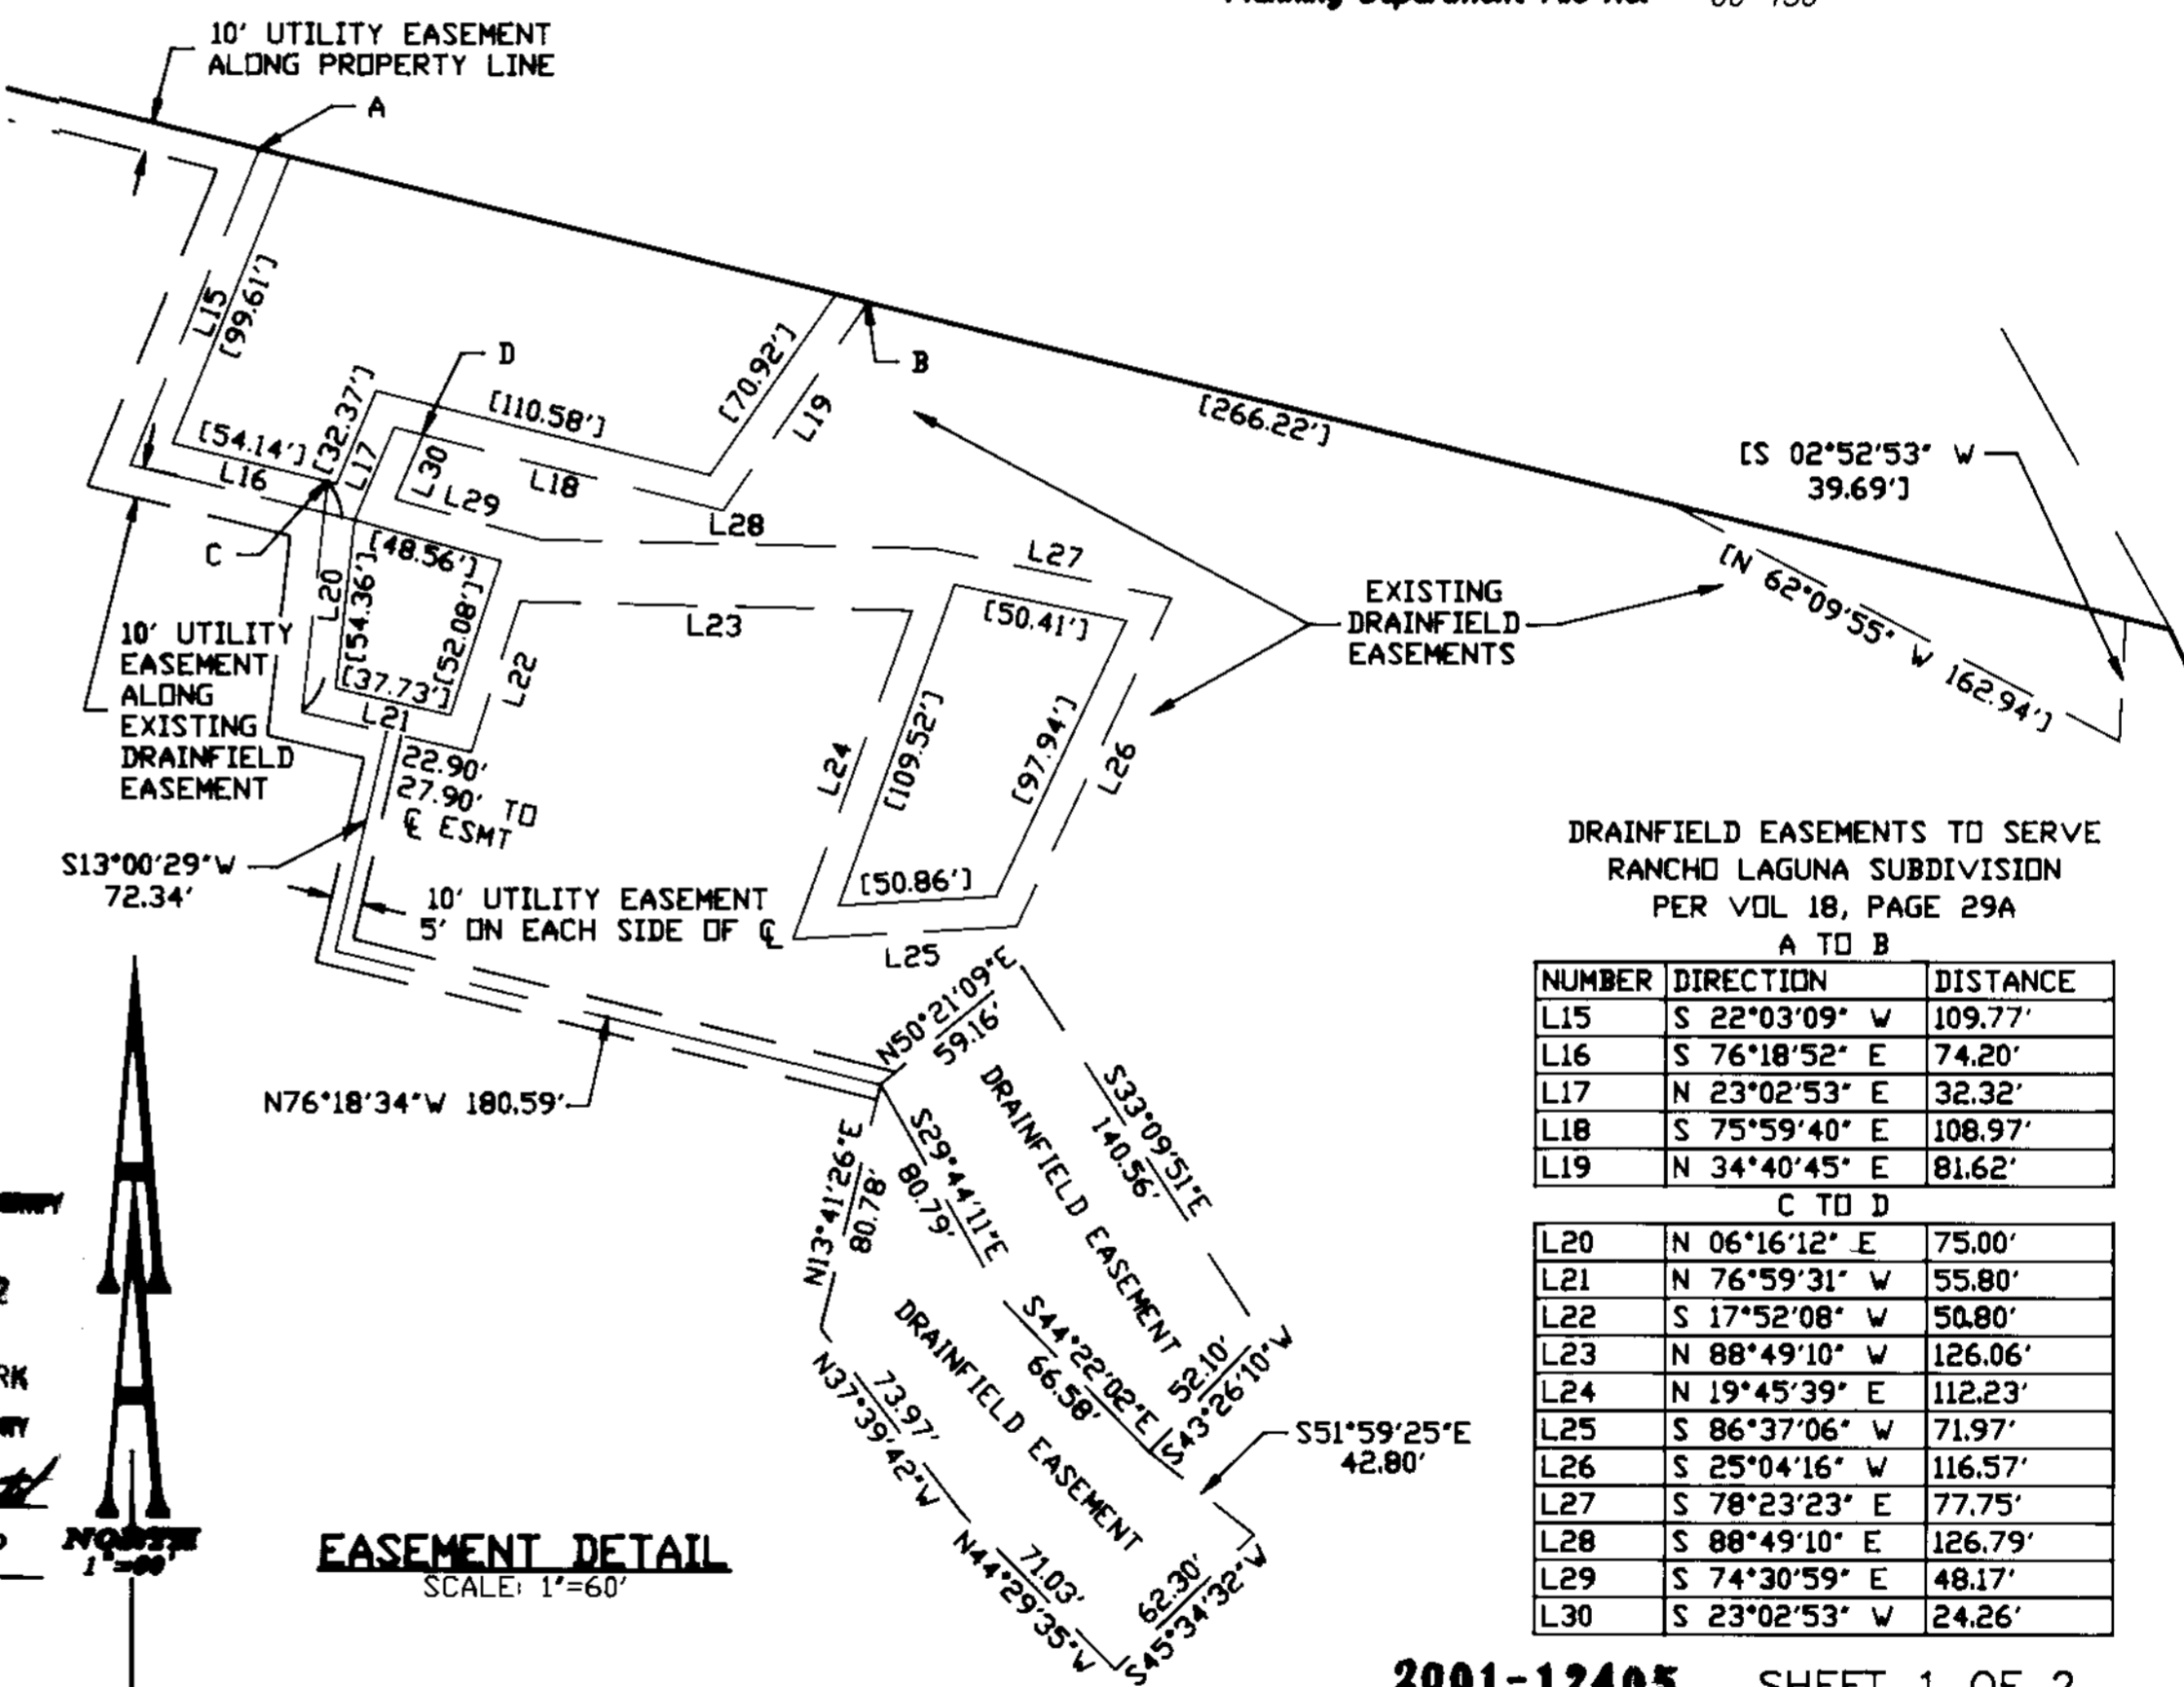 10' UTILITY EASEMENT
ALONG PROPERTY LINE
A
L15
[99.61']
D
[32.37']
[110.58']
[70.92']
B
L19
[266.22']
[S 02°52'53" W
39.69']
[54.14']
L16
L17
L30
L29
L18
L28
C
[48.56']
L27
[N 62°09'55" W 162.94']
L20
[54.36']
[52.08']
L23
[50.41']
EXISTING
DRAINFIELD
EASEMENTS
10' UTILITY
EASEMENT
ALONG
EXISTING
DRAINFIELD
EASEMENT
[37.73']
L21
L22
22.90'
27.90' TO
℄ ESMT
L24
[109.52']
[97.94']
L26
[50.86']
L25
S13°00'29"W
72.34'
10' UTILITY EASEMENT
5' ON EACH SIDE OF ℄
N76°18'34"W 180.59'
N50°21'09"E
59.16'
S33°09'51"E
140.56'
DRAINFIELD EASEMENT
N13°41'26"E
80.78'
S29°44'11"E
80.79'
S44°22'02"E
66.58'
52.10'
S43°26'10"W
DRAINFIELD EASEMENT
73.97'
N37°39'42"W
S51°59'25"E
42.80'
71.03'
N44°29'35"W
62.30'
S45°34'32"W
DRAINFIELD EASEMENTS TO SERVE
RANCHO LAGUNA SUBDIVISION
PER VOL 18, PAGE 29A
A TO B
NUMBER DIRECTION DISTANCE
L15 S 22°03'09" W 109.77'
L16 S 76°18'52" E 74.20'
L17 N 23°02'53" E 32.32'
L18 S 75°59'40" E 108.97'
L19 N 34°40'45" E 81.62'
C TO D
L20 N 06°16'12" E 75.00'
L21 N 76°59'31" W 55.80'
L22 S 17°52'08" W 50.80'
L23 N 88°49'10" W 126.06'
L24 N 19°45'39" E 112.23'
L25 S 86°37'06" W 71.97'
L26 S 25°04'16" W 116.57'
L27 S 78°23'23" E 77.75'
L28 S 88°49'10" E 126.79'
L29 S 74°30'59" E 48.17'
L30 S 23°02'53" W 24.26'
NORTH
EASEMENT DETAIL
SCALE: 1"=60'
2001-12405 SHEET 1 OF 2